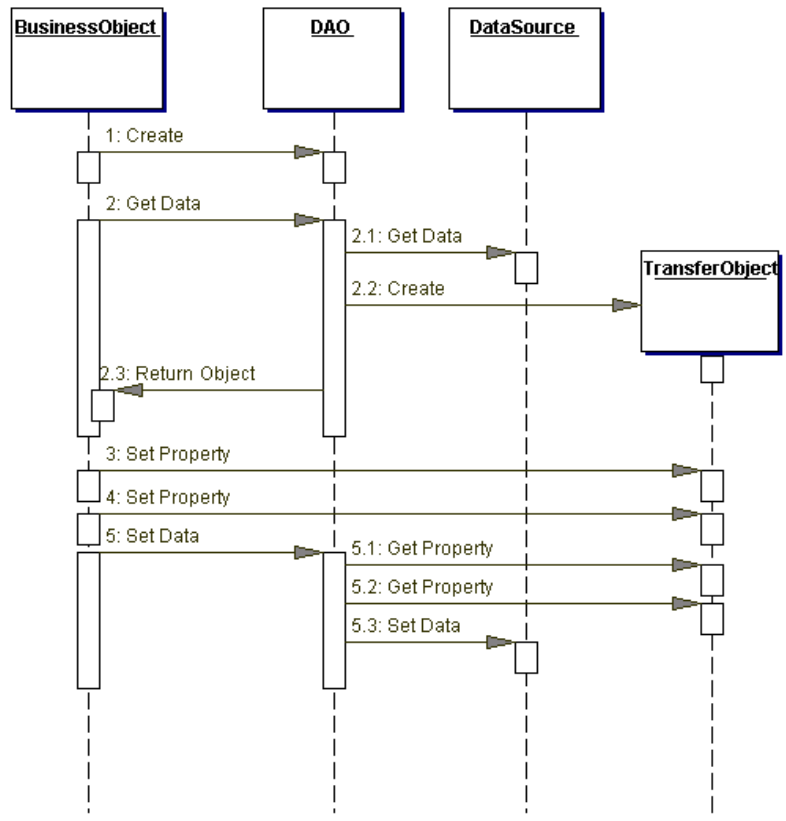 BusinessObject
DAO
DataSource
1: Create
2: Get Data
2.1: Get Data
TransferObject
2.2: Create
2.3: Return Object
3: Set Property
4: Set Property
5: Set Data
5.1: Get Property
5.2: Get Property
5.3: Set Data